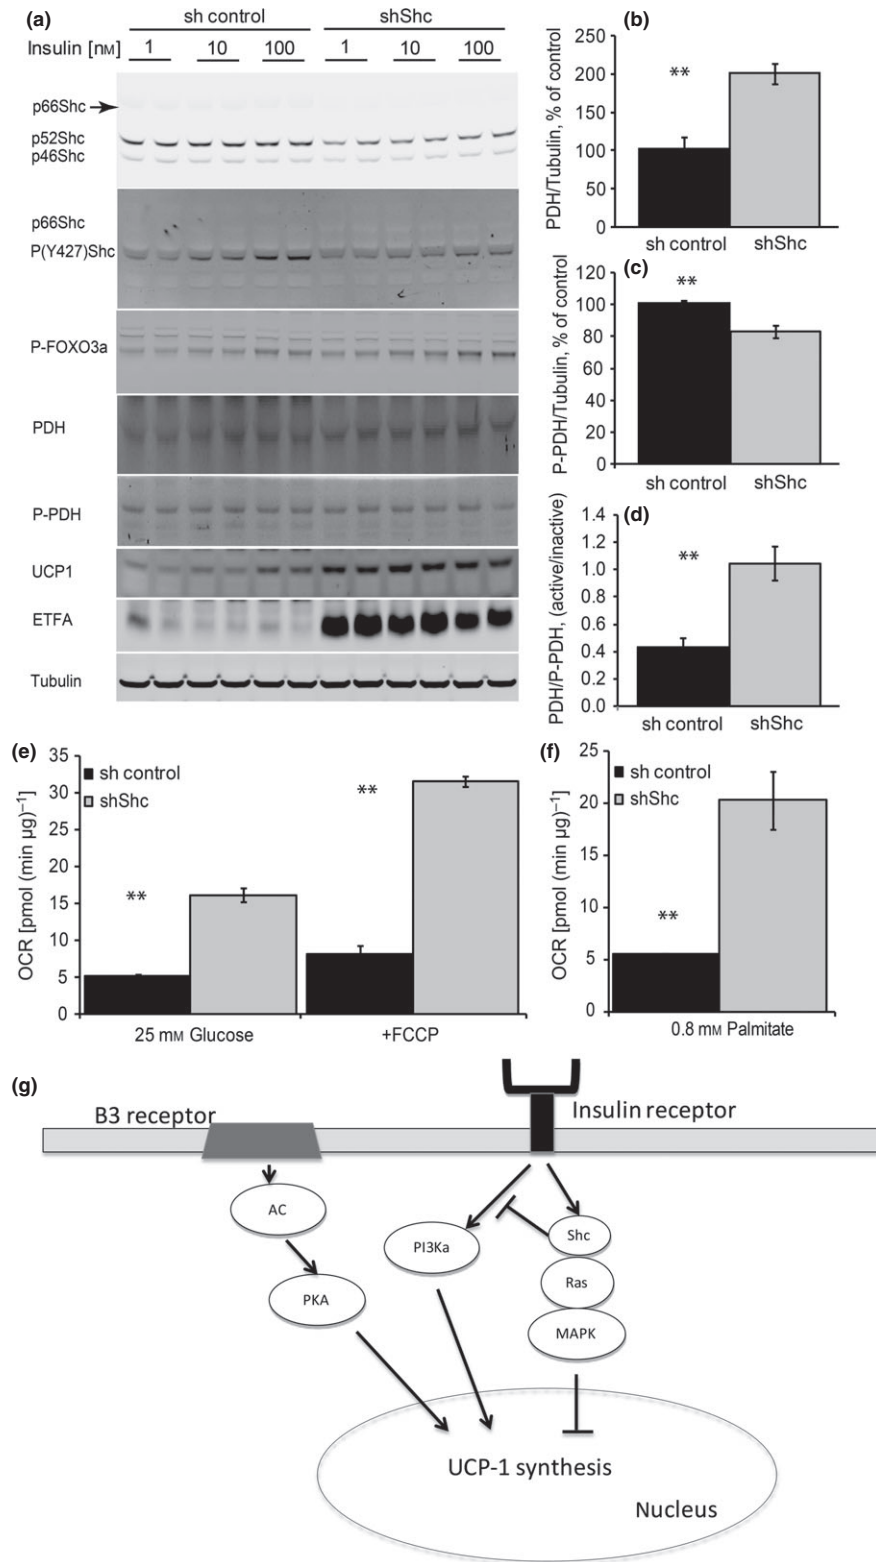 (a)
sh control shShc
Insulin [nM] 1 10 100 1 10 100
p66Shc
p52Shc
p46Shc
p66Shc
P(Y427)Shc
P-FOXO3a
PDH
P-PDH
UCP1
ETFA
Tubulin
(b)
PDH/Tubulin, % of control
250
200
150
100
50
0
**
sh control shShc
(c)
P-PDH/Tubulin, % of control
120
100
80
60
40
20
0
**
sh control shShc
(d)
PDH/P-PDH, (active/inactive)
1.4
1.2
1.0
0.8
0.6
0.4
0.2
0.0
**
sh control shShc
(e)
OCR [pmol (min µg)⁻¹
35
30
25
20
15
10
5
0
sh control
shShc
**
**
25 mM Glucose +FCCP
(f)
OCR [pmol (min µg)⁻¹
25
20
15
10
5
0
sh control
shShc
**
0.8 mM Palmitate
(g)
B3 receptor
Insulin receptor
AC
PKA
PI3Ka
Shc
Ras
MAPK
UCP-1 synthesis
Nucleus